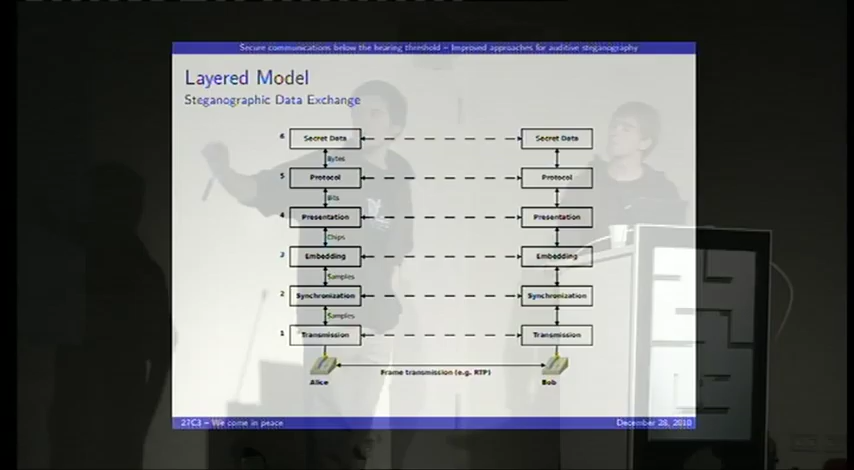 Secure communications below the hearing threshold – Improved approaches for auditive steganography
Layered Model
Steganographic Data Exchange
6 Secret Data Secret Data
Bytes
5 Protocol Protocol
Bits
4 Presentation Presentation
Chips
3 Embedding Embedding
Samples
2 Synchronization Synchronization
Samples
1 Transmission Transmission
Frame transmission (e.g. RTP)
Alice Bob
27C3 – We come in peace December 28, 2010